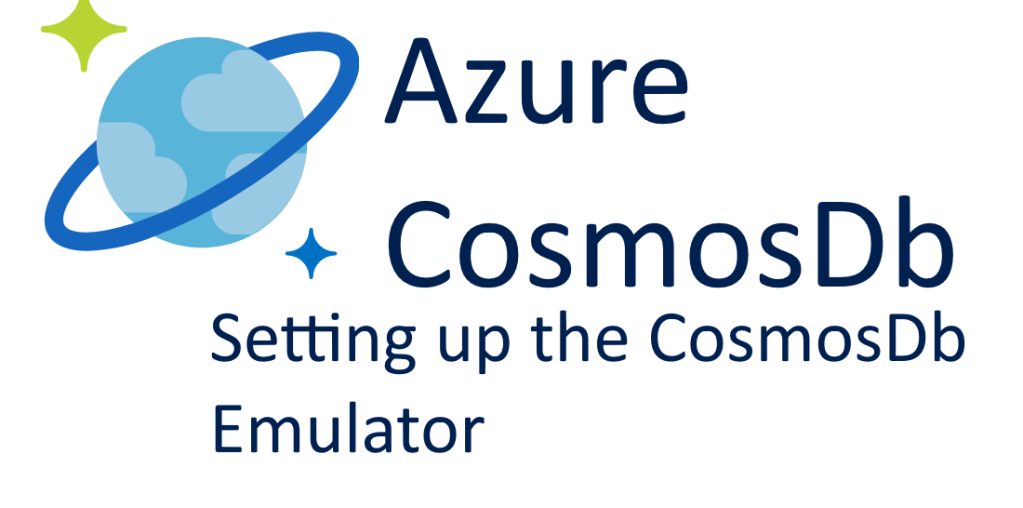 Azure
CosmosDb
Setting up the CosmosDb
Emulator